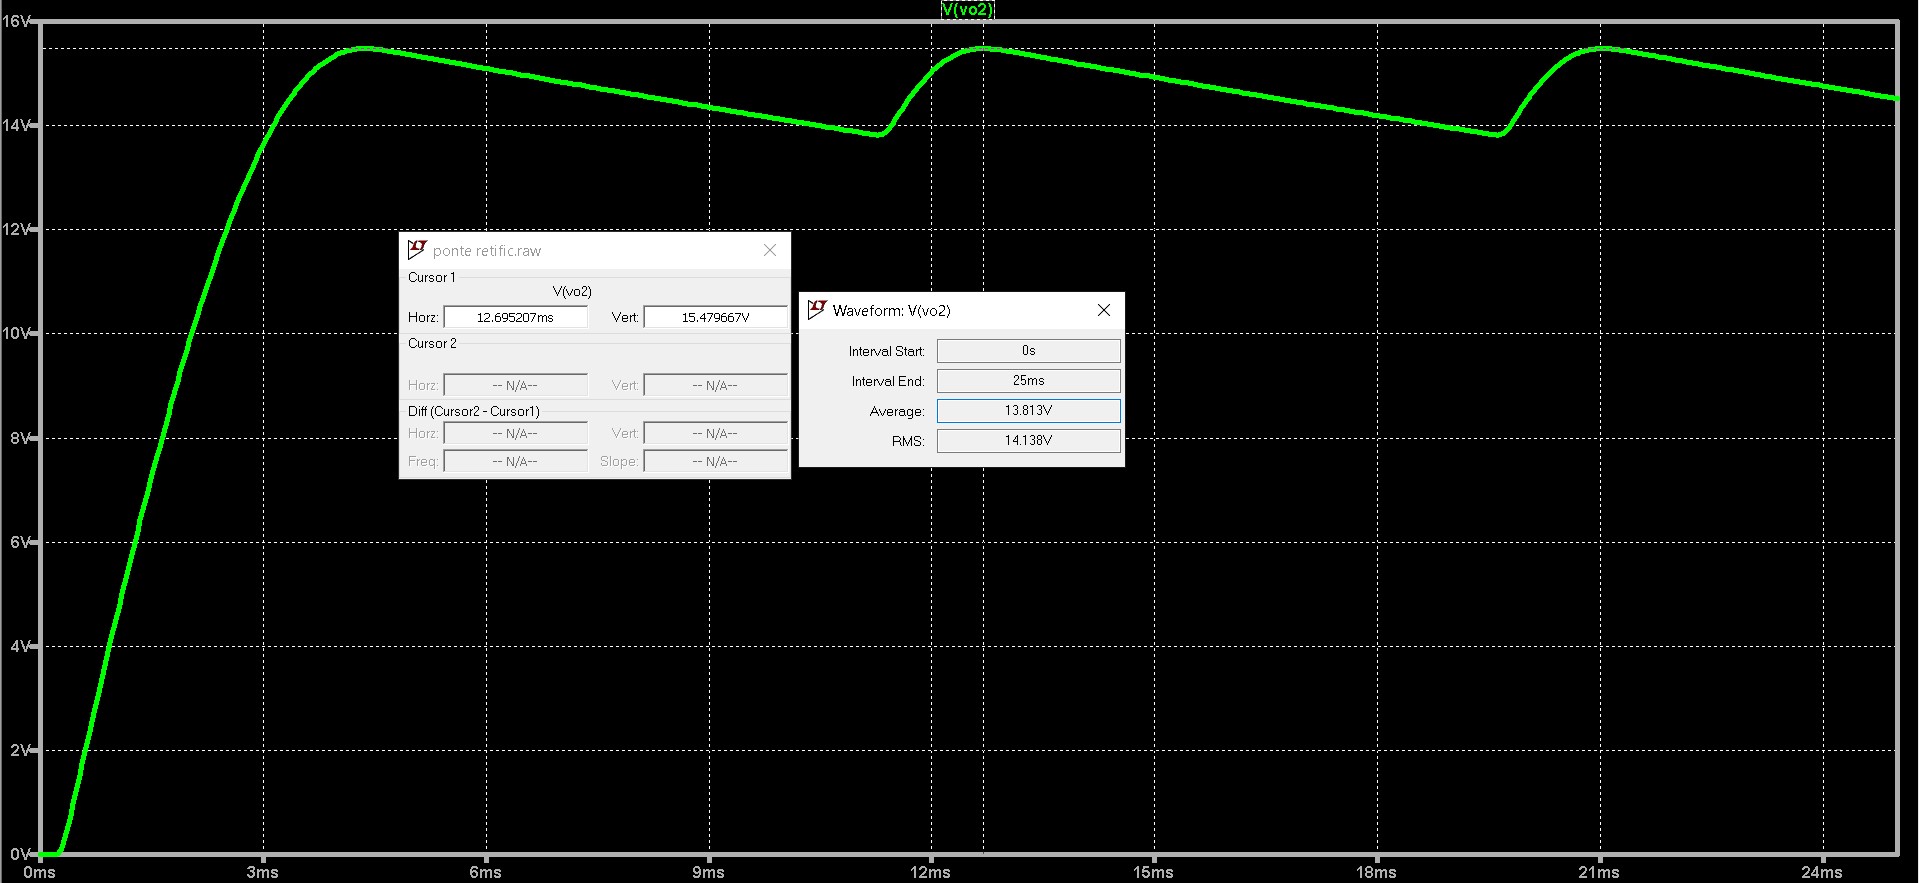 V(vo2)
16V
14V
12V
10V
8V
6V
4V
2V
0V
ponte retific.raw
Cursor 1
V(vo2)
Horz: 12.695207ms Vert: 15.479667V
Cursor 2
Horz: -- N/A-- Vert: -- N/A--
Diff (Cursor2 - Cursor1)
Horz: -- N/A-- Vert: -- N/A--
Freq: -- N/A-- Slope: -- N/A--
Waveform: V(vo2)
Interval Start: 0s
Interval End: 25ms
Average: 13.813V
RMS: 14.138V
0ms 3ms 6ms 9ms 12ms 15ms 18ms 21ms 24ms